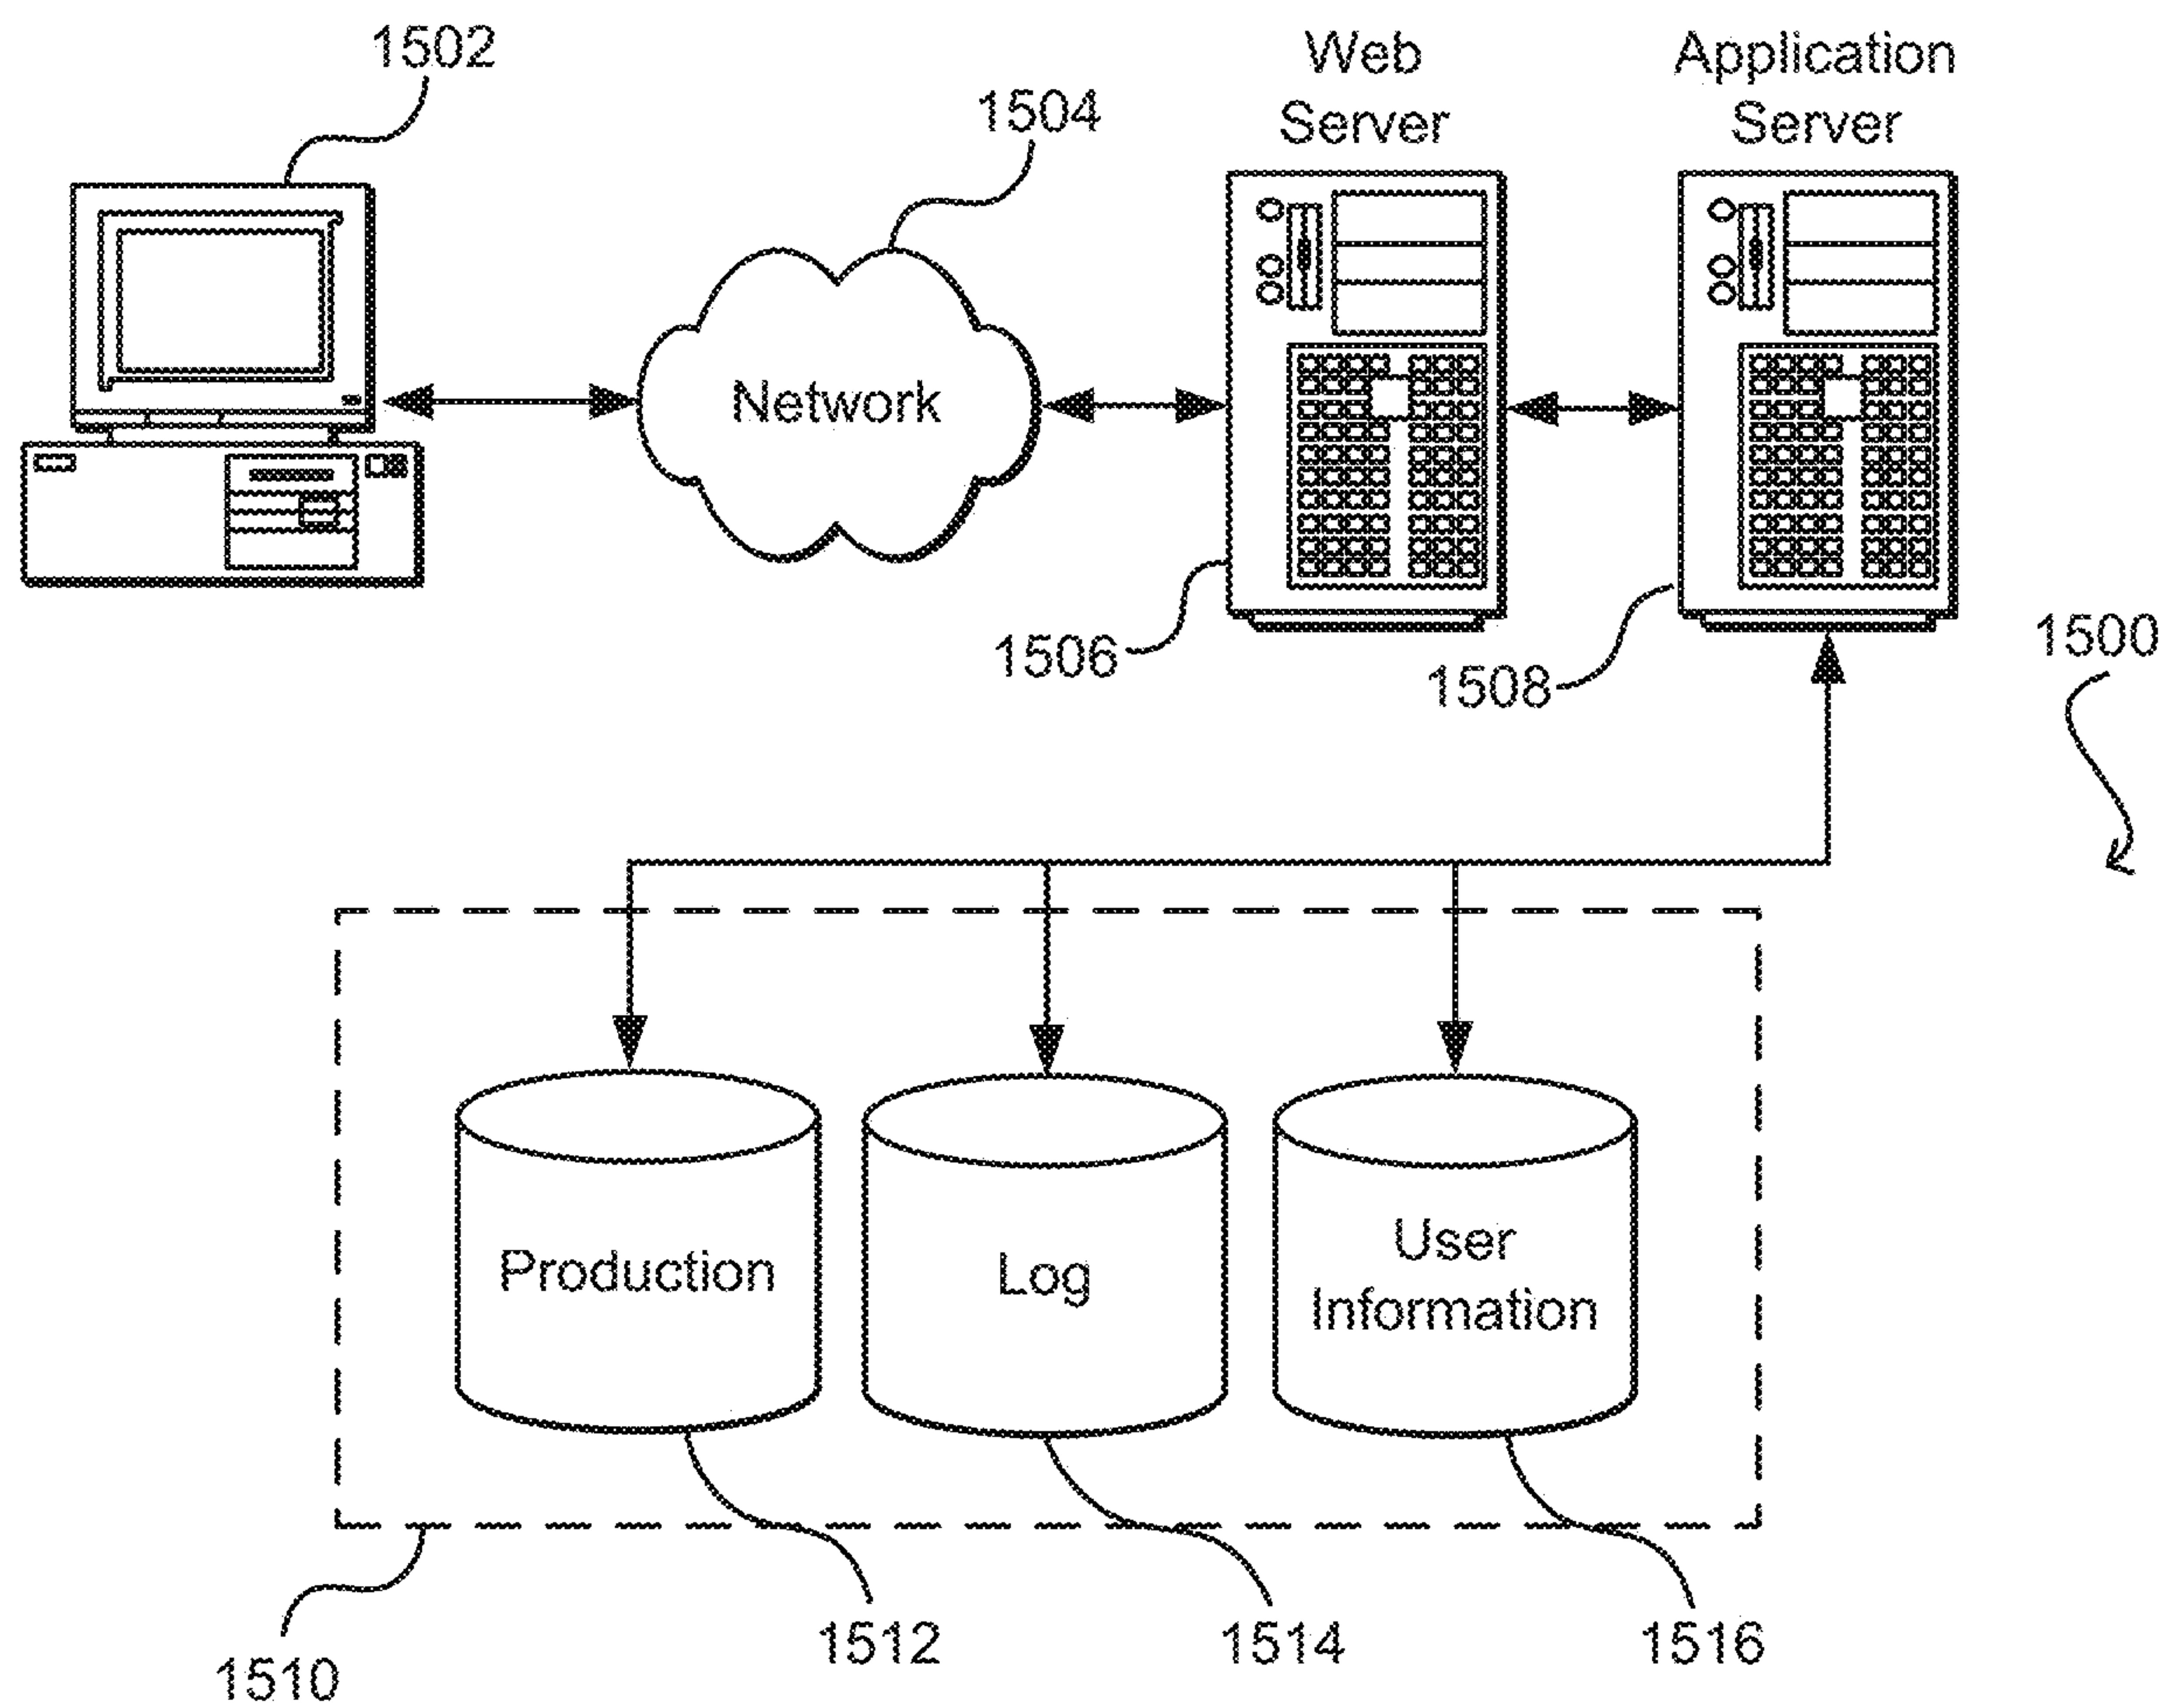 1502
1504
Web
Server
Application
Server
Network
1506
1508
1500
Production
Log
User
Information
1510
1512
1514
1516